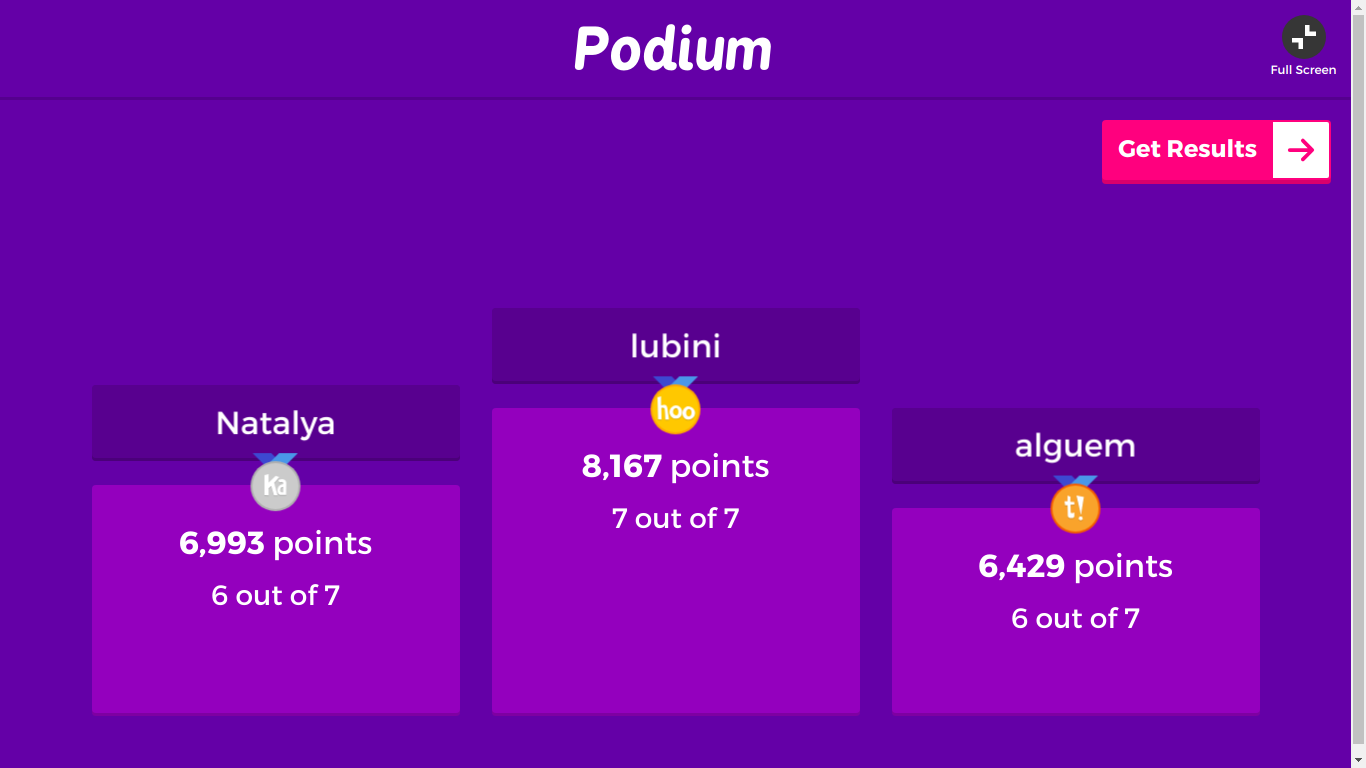 Podium
Full Screen
Get Results
lubini
hoo
8,167 points
7 out of 7
Natalya
Ka
6,993 points
6 out of 7
alguem
t!
6,429 points
6 out of 7